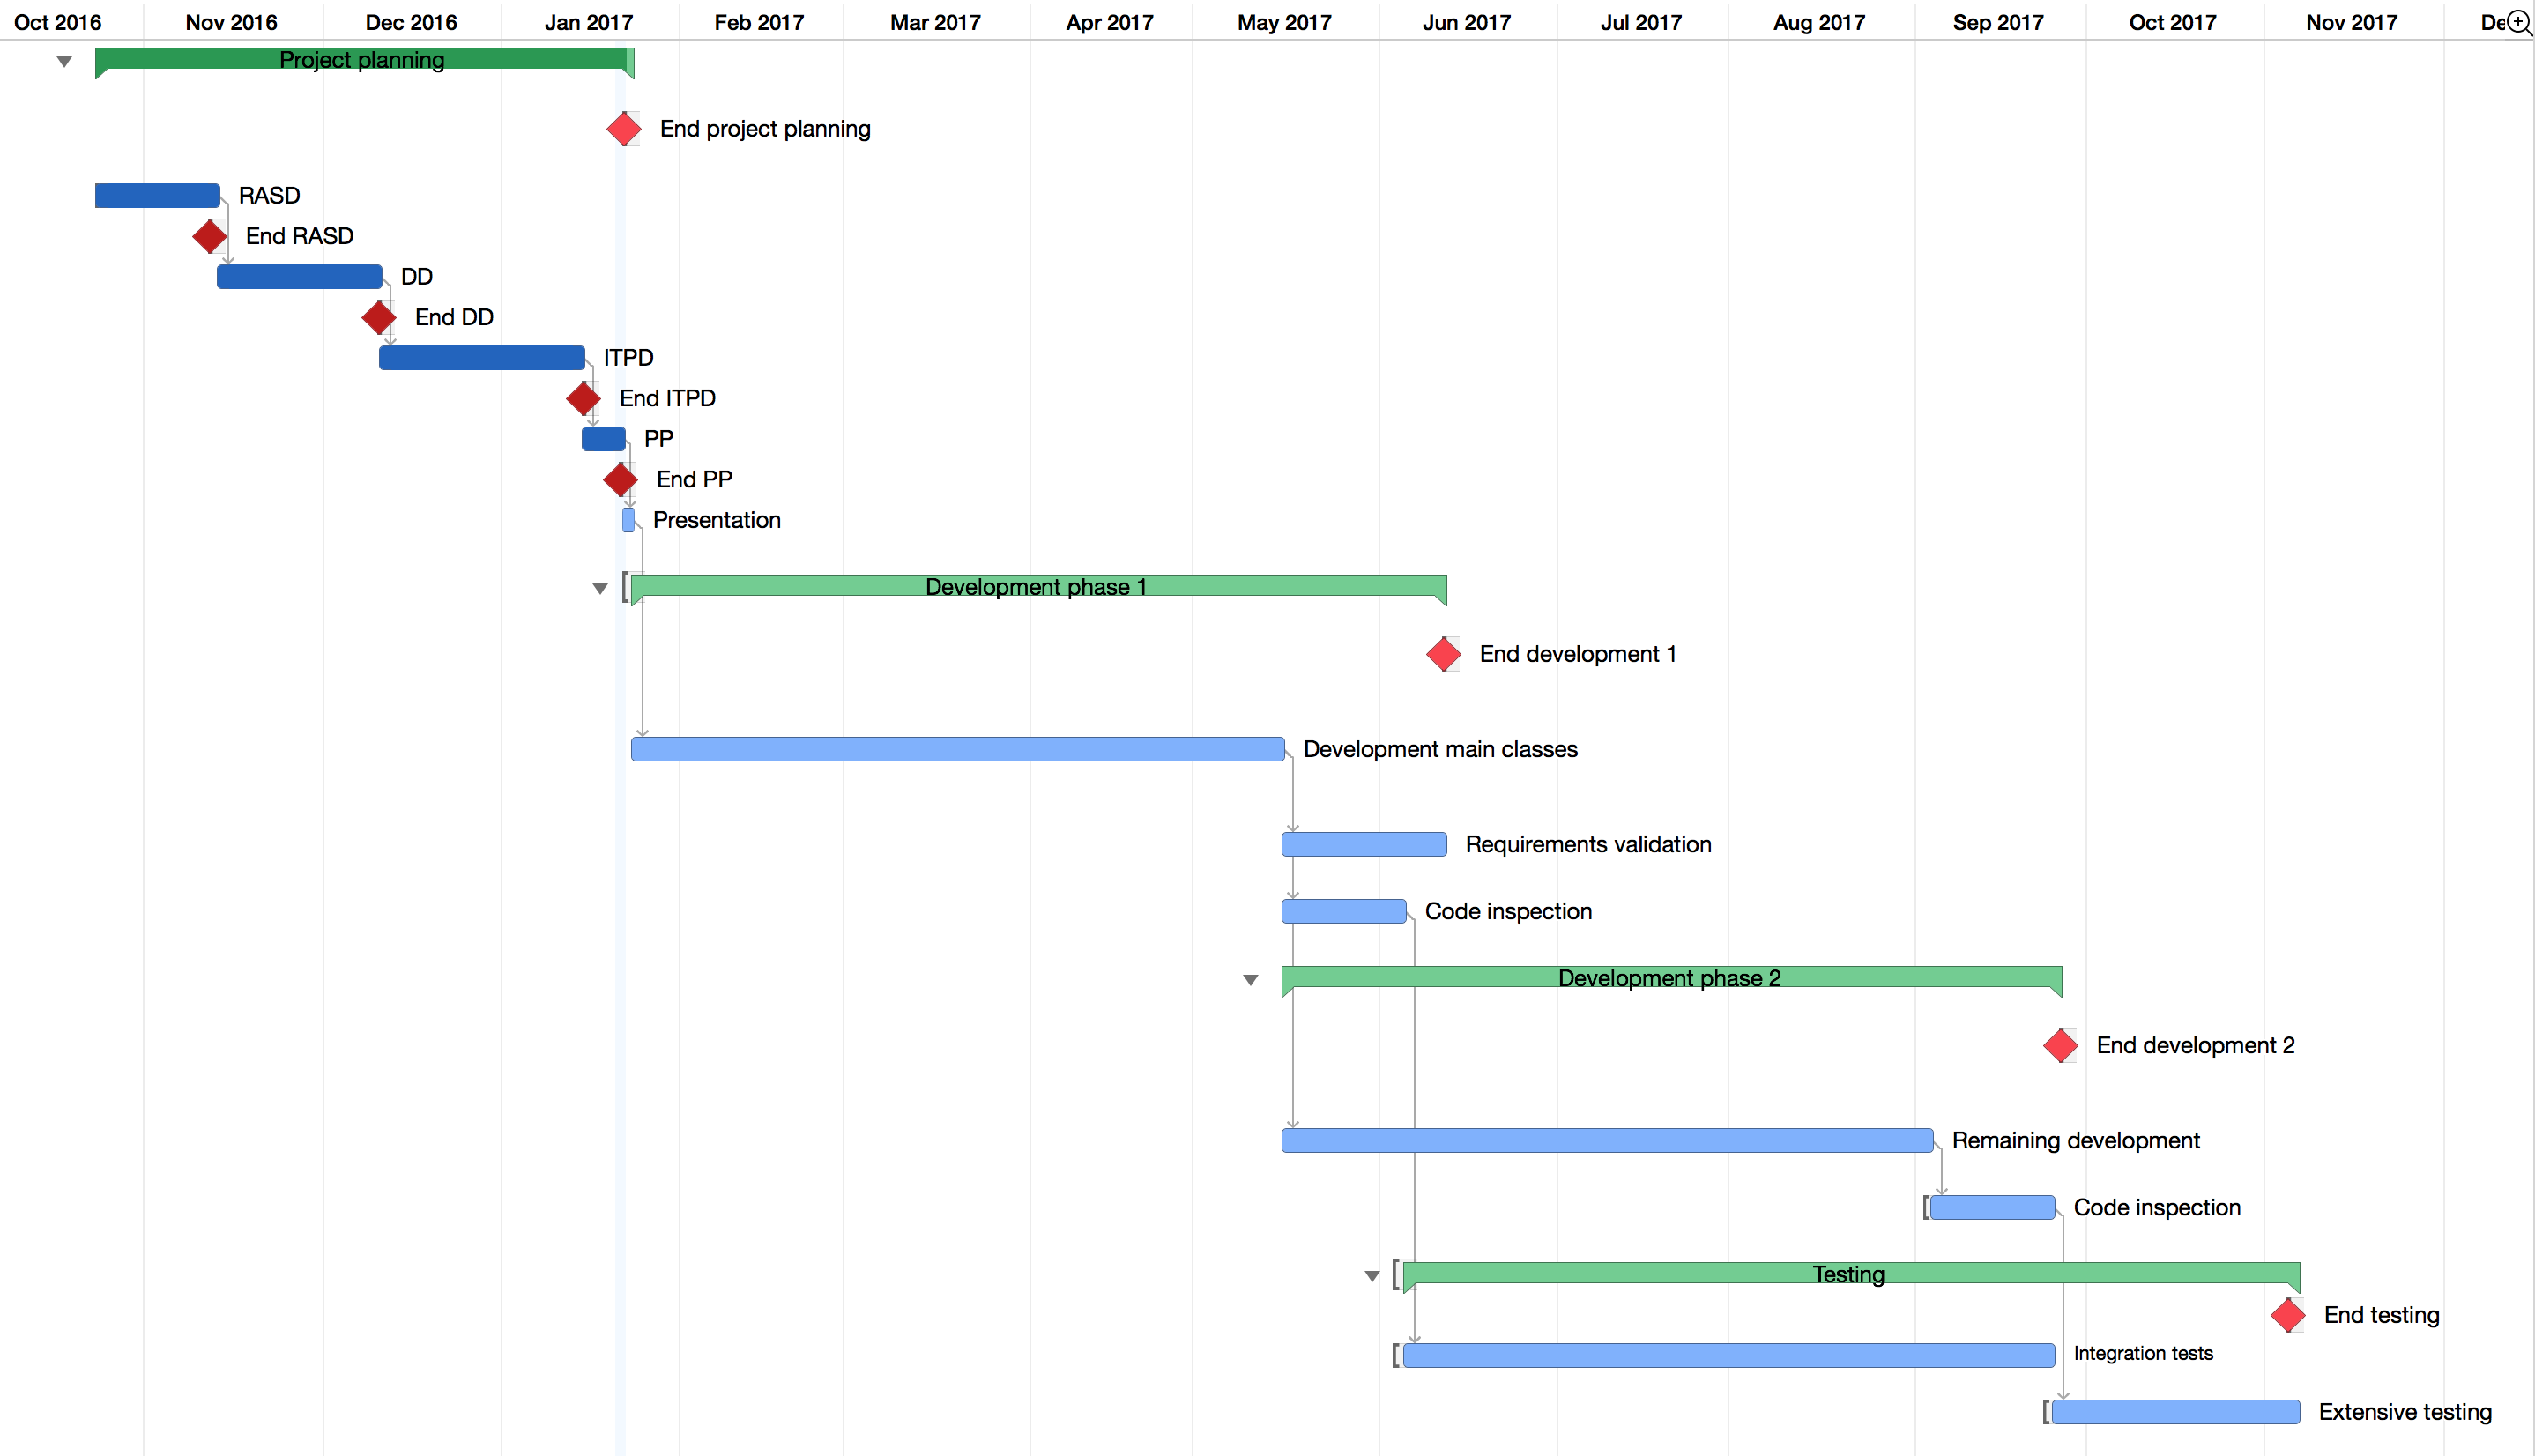 Oct 2016 Nov 2016 Dec 2016 Jan 2017 Feb 2017 Mar 2017 Apr 2017 May 2017 Jun 2017 Jul 2017 Aug 2017 Sep 2017 Oct 2017 Nov 2017 De
Project planning
End project planning
RASD
End RASD
DD
End DD
ITPD
End ITPD
PP
End PP
Presentation
Development phase 1
End development 1
Development main classes
Requirements validation
Code inspection
Development phase 2
End development 2
Remaining development
Code inspection
Testing
End testing
Integration tests
Extensive testing